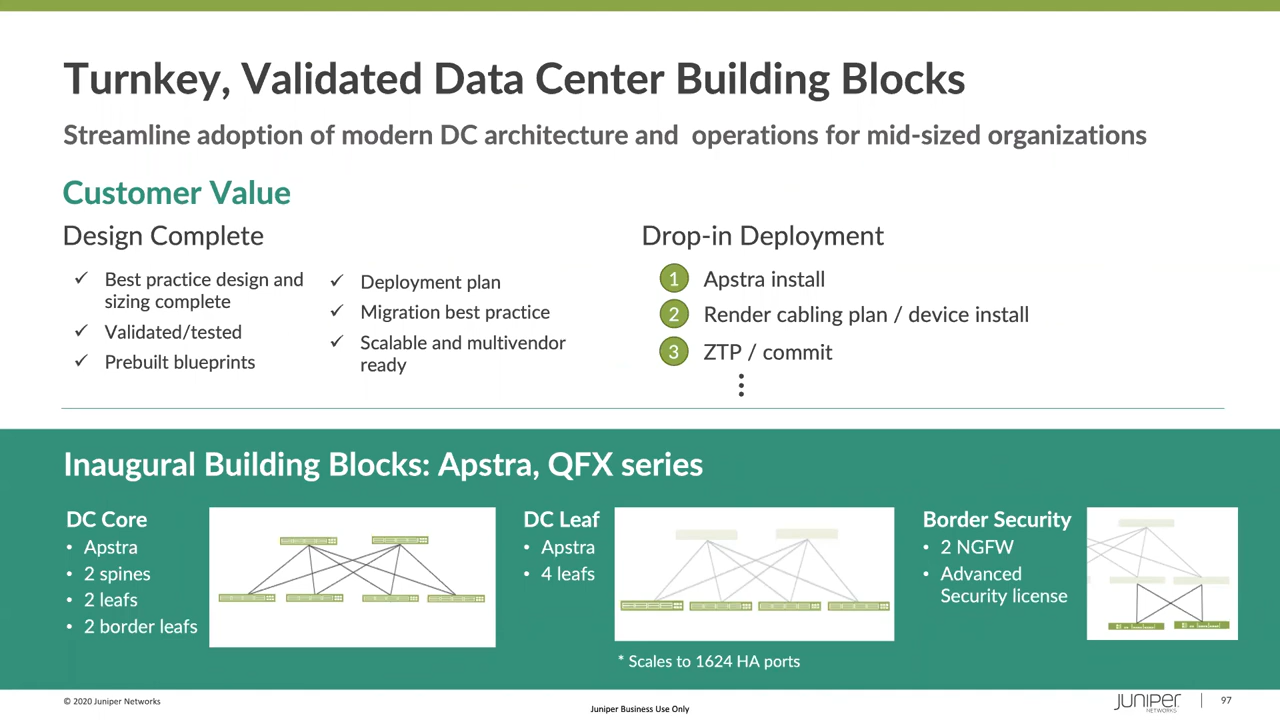 Turnkey, Validated Data Center Building Blocks
Streamline adoption of modern DC architecture and  operations for mid-sized organizations
Customer Value
Design Complete
✓ Best practice design and
sizing complete
✓ Validated/tested
✓ Prebuilt blueprints
✓ Deployment plan
✓ Migration best practice
✓ Scalable and multivendor
ready
Drop-in Deployment
1 Apstra install
2 Render cabling plan / device install
3 ZTP / commit
Inaugural Building Blocks: Apstra, QFX series
DC Core
• Apstra
• 2 spines
• 2 leafs
• 2 border leafs
DC Leaf
• Apstra
• 4 leafs
* Scales to 1624 HA ports
Border Security
• 2 NGFW
• Advanced
Security license
© 2020 Juniper Networks
Juniper Business Use Only
JUNIPER
NETWORKS
97